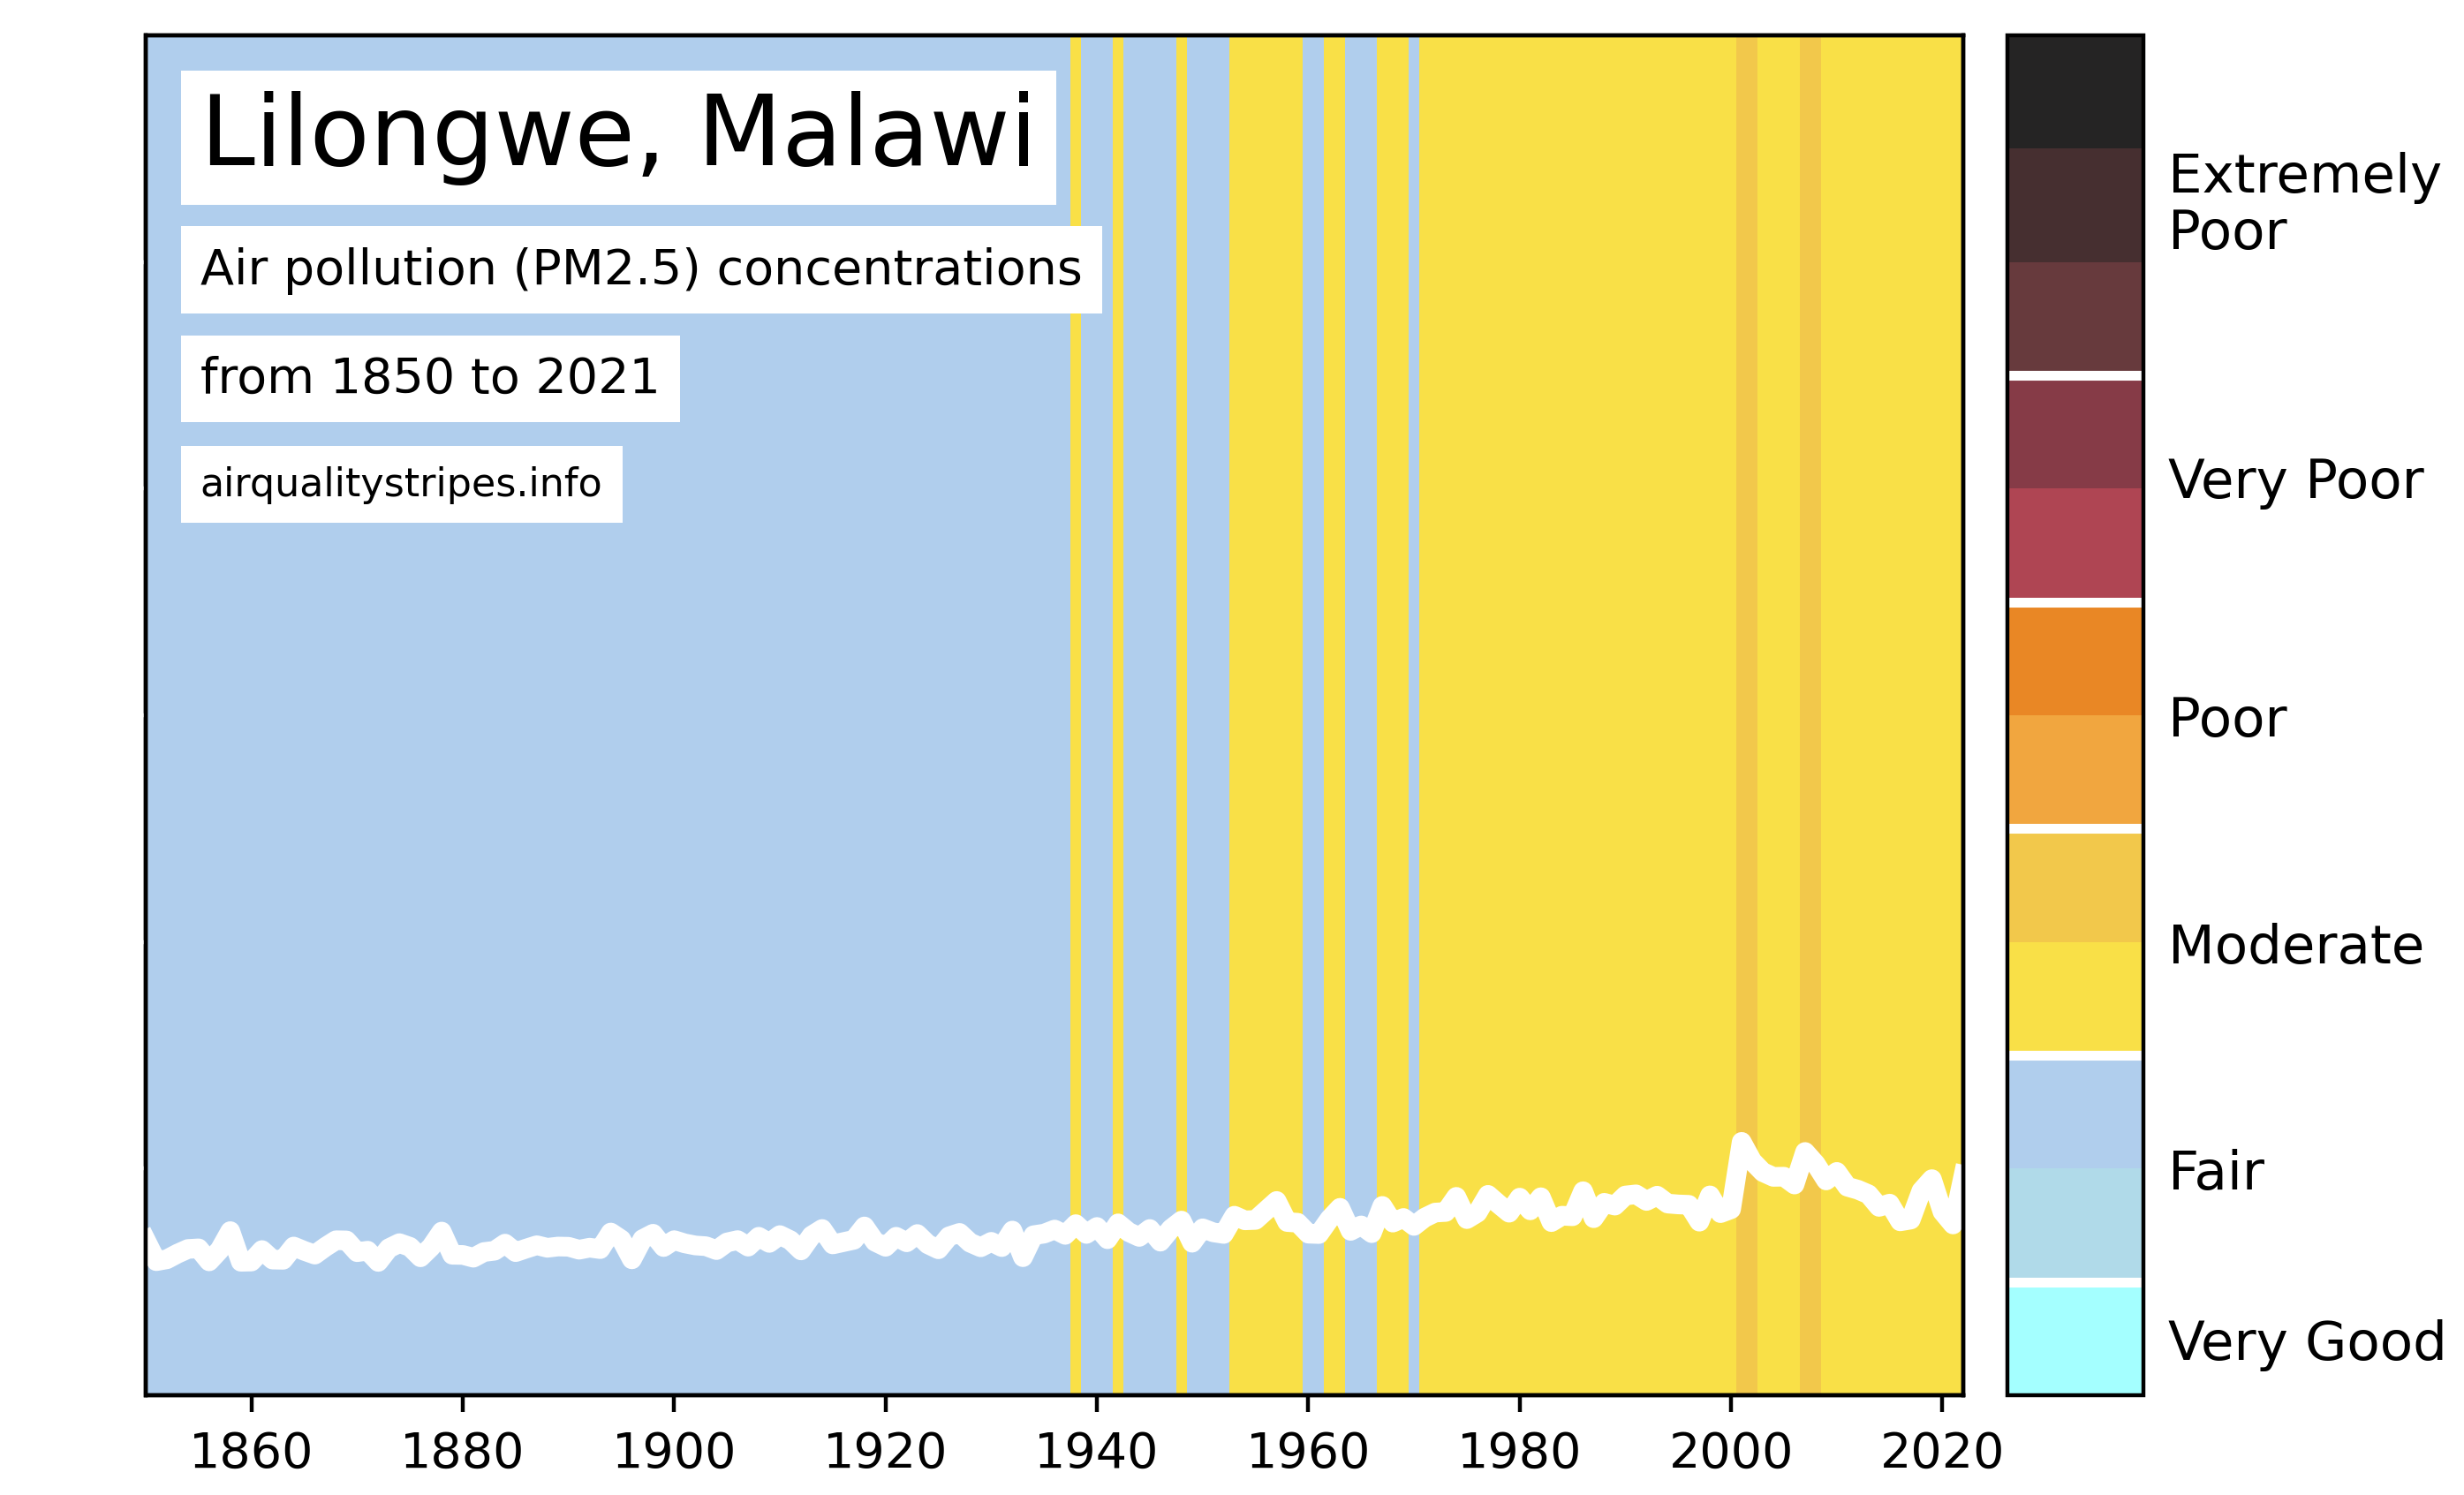 Lilongwe, Malawi
Air pollution (PM2.5) concentrations
from 1850 to 2021
airqualitystripes.info
Extremely
Poor
Very Poor
Poor
Moderate
Fair
Very Good
1860 1880 1900 1920 1940 1960 1980 2000 2020